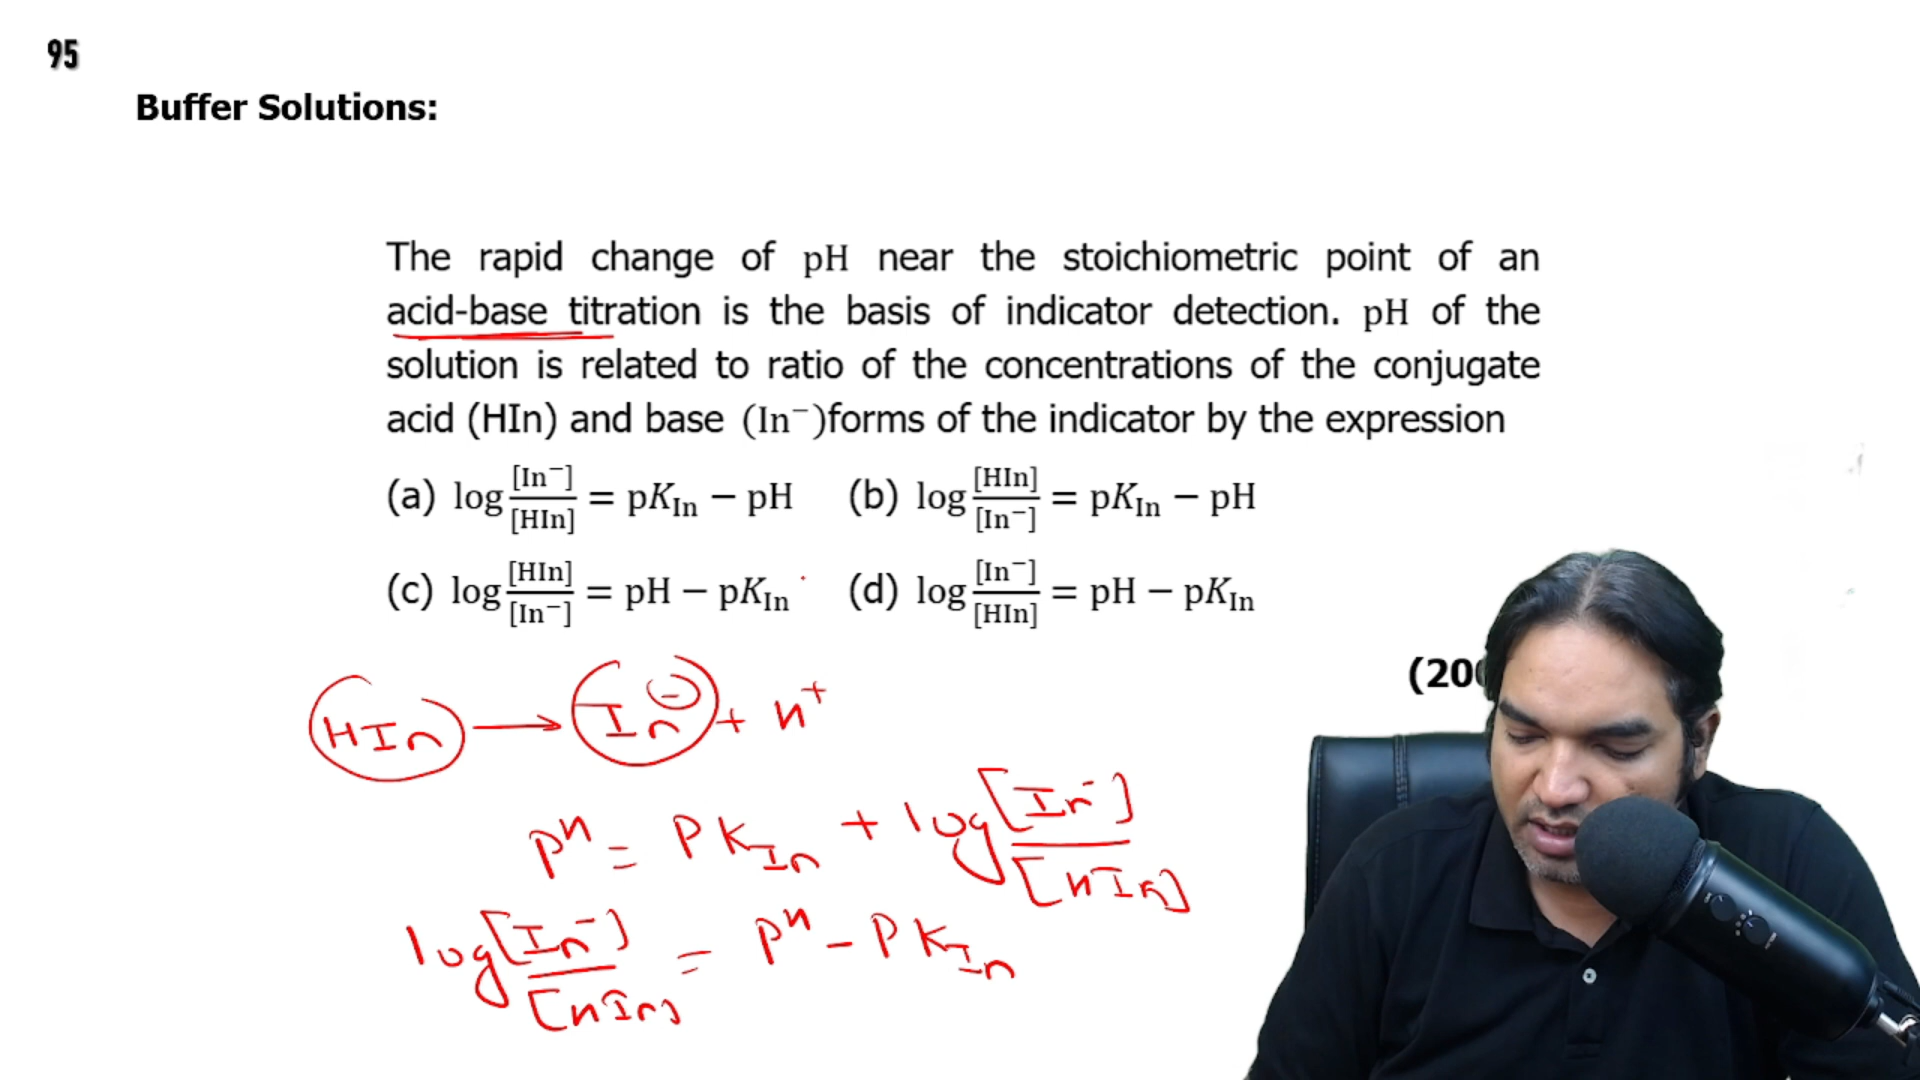 95
Buffer Solutions:
The rapid change of pH near the stoichiometric point of an
acid-base titration is the basis of indicator detection. pH of the
solution is related to ratio of the concentrations of the conjugate
acid (HIn) and base (In⁻)forms of the indicator by the expression
(a) log [In⁻]/[HIn] = pK_In − pH (b) log [HIn]/[In⁻] = pK_In − pH
(c) log [HIn]/[In⁻] = pH − pK_In (d) log [In⁻]/[HIn] = pH − pK_In
(20
HIn → In⁻ + H⁺
pH = PK_In + log [In⁻]/[HIn]
log [In⁻]/[HIn] = pH − PK_In